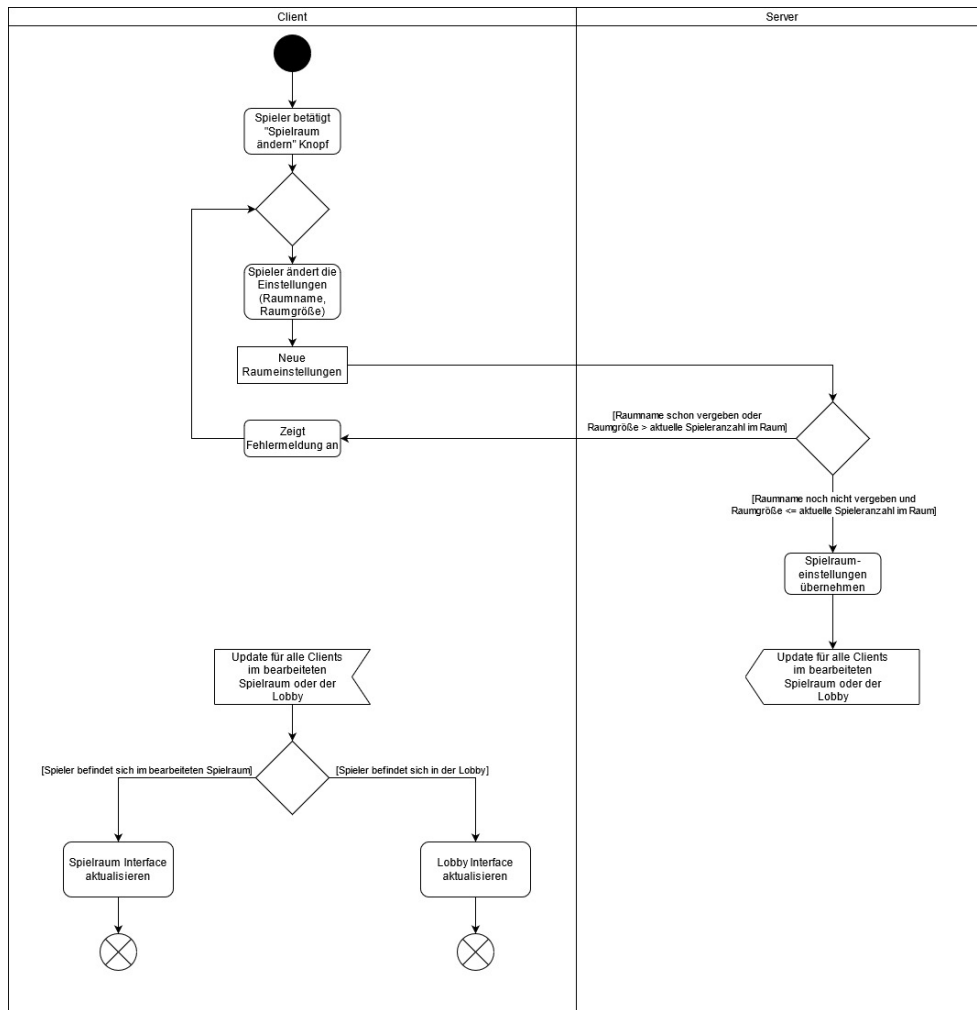 Client
Server
Spieler betätigt
"Spielraum
ändern" Knopf
Spieler ändert die
Einstellungen
(Raumname,
Raumgröße)
Neue
Raumeinstellungen
[Raumname schon vergeben oder
Raumgröße > aktuelle Spieleranzahl im Raum]
Zeigt
Fehlermeldung an
[Raumname noch nicht vergeben und
Raumgröße <= aktuelle Spieleranzahl im Raum]
Spielraum-
einstellungen
übernehmen
Update für alle Clients
im bearbeiteten
Spielraum oder der
Lobby
Update für alle Clients
im bearbeiteten
Spielraum oder der
Lobby
[Spieler befindet sich im bearbeiteten Spielraum]
[Spieler befindet sich in der Lobby]
Spielraum Interface
aktualisieren
Lobby Interface
aktualisieren